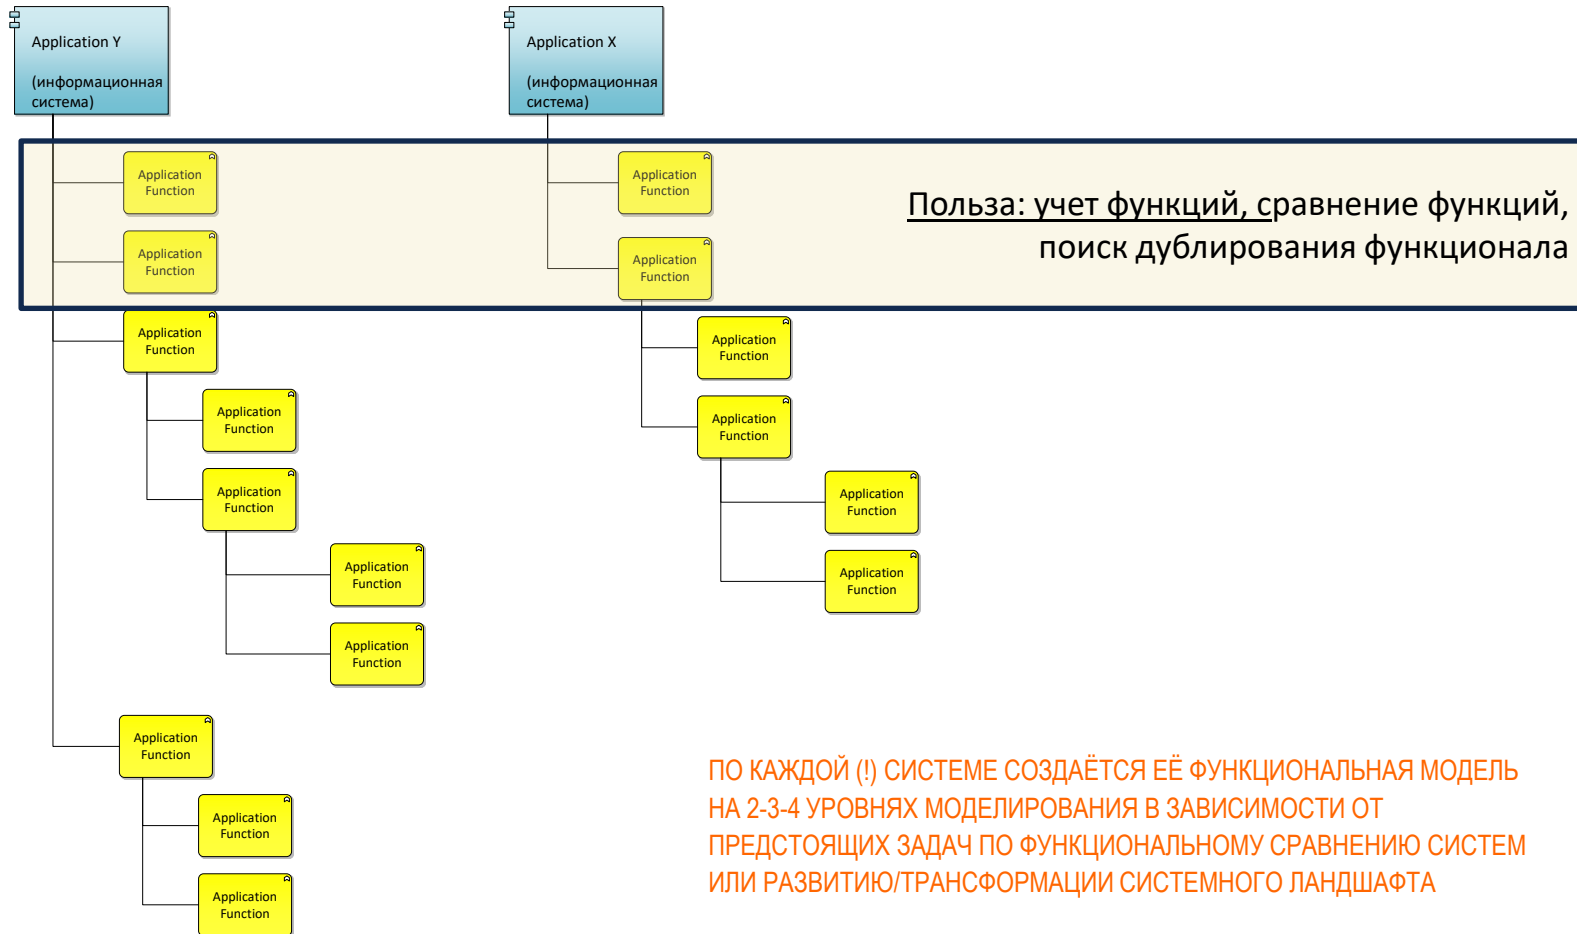 Application Y
(информационная
система)
Application X
(информационная
система)
Application
Function
Application
Function
Application
Function
Application
Function
Польза: учет функций, сравнение функций,
поиск дублирования функционала
Application
Function
Application
Function
Application
Function
Application
Function
Application
Function
Application
Function
Application
Function
Application
Function
Application
Function
Application
Function
Application
Function
Application
Function
Application
Function
ПО КАЖДОЙ (!) СИСТЕМЕ СОЗДАЁТСЯ ЕЁ ФУНКЦИОНАЛЬНАЯ МОДЕЛЬ
НА 2-3-4 УРОВНЯХ МОДЕЛИРОВАНИЯ В ЗАВИСИМОСТИ ОТ
ПРЕДСТОЯЩИХ ЗАДАЧ ПО ФУНКЦИОНАЛЬНОМУ СРАВНЕНИЮ СИСТЕМ
ИЛИ РАЗВИТИЮ/ТРАНСФОРМАЦИИ СИСТЕМНОГО ЛАНДШАФТА